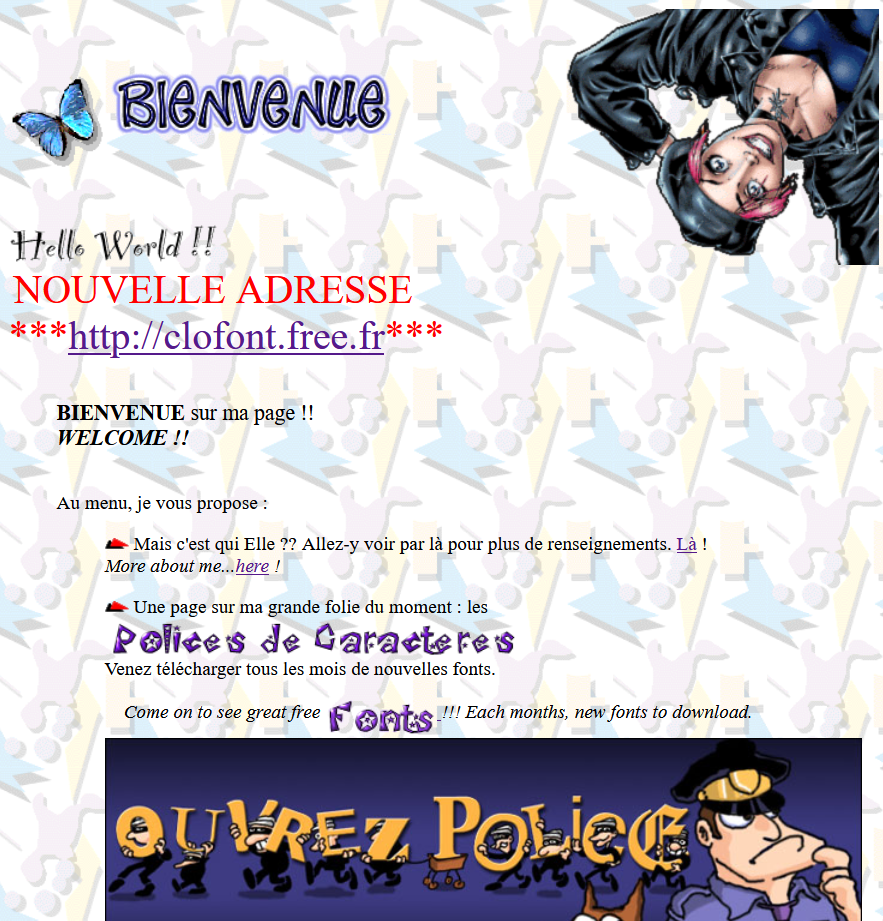 BIENVENUE
Hello World !!
NOUVELLE ADRESSE
***http://clofont.free.fr***
BIENVENUE sur ma page !!
WELCOME !!
Au menu, je vous propose :
Mais c'est qui Elle ?? Allez-y voir par là pour plus de renseignements. Là !
More about me...here !
Une page sur ma grande folie du moment : les
Polices de Caracteres
Venez télécharger tous les mois de nouvelles fonts.
Come on to see great free Fonts !!! Each months, new fonts to download.
OUVREZ POLICE